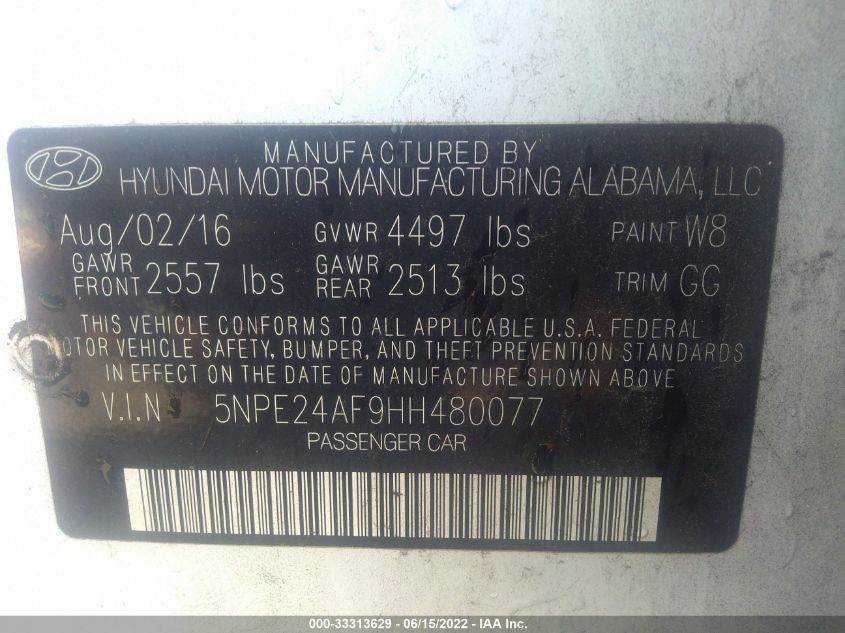 MANUFACTURED BY
HYUNDAI MOTOR MANUFACTURING ALABAMA, LLC
Aug/02/16 GVWR 4497 lbs PAINT W8
GAWR FRONT 2557 lbs GAWR REAR 2513 lbs TRIM GG
THIS VEHICLE CONFORMS TO ALL APPLICABLE U.S.A. FEDERAL
MOTOR VEHICLE SAFETY, BUMPER, AND THEFT PREVENTION STANDARDS
IN EFFECT ON THE DATE OF MANUFACTURE SHOWN ABOVE
V.I.N 5NPE24AF9HH480077
PASSENGER CAR
000-33313629 - 06/15/2022 - IAA Inc.